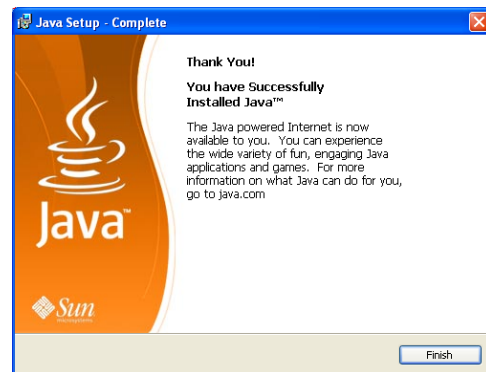 Java Setup - Complete
Thank You!
You have Successfully
Installed Java™
The Java powered Internet is now
available to you. You can experience
the wide variety of fun, engaging Java
applications and games. For more
information on what Java can do for you,
go to java.com
Java™
Sun
microsystems
Finish